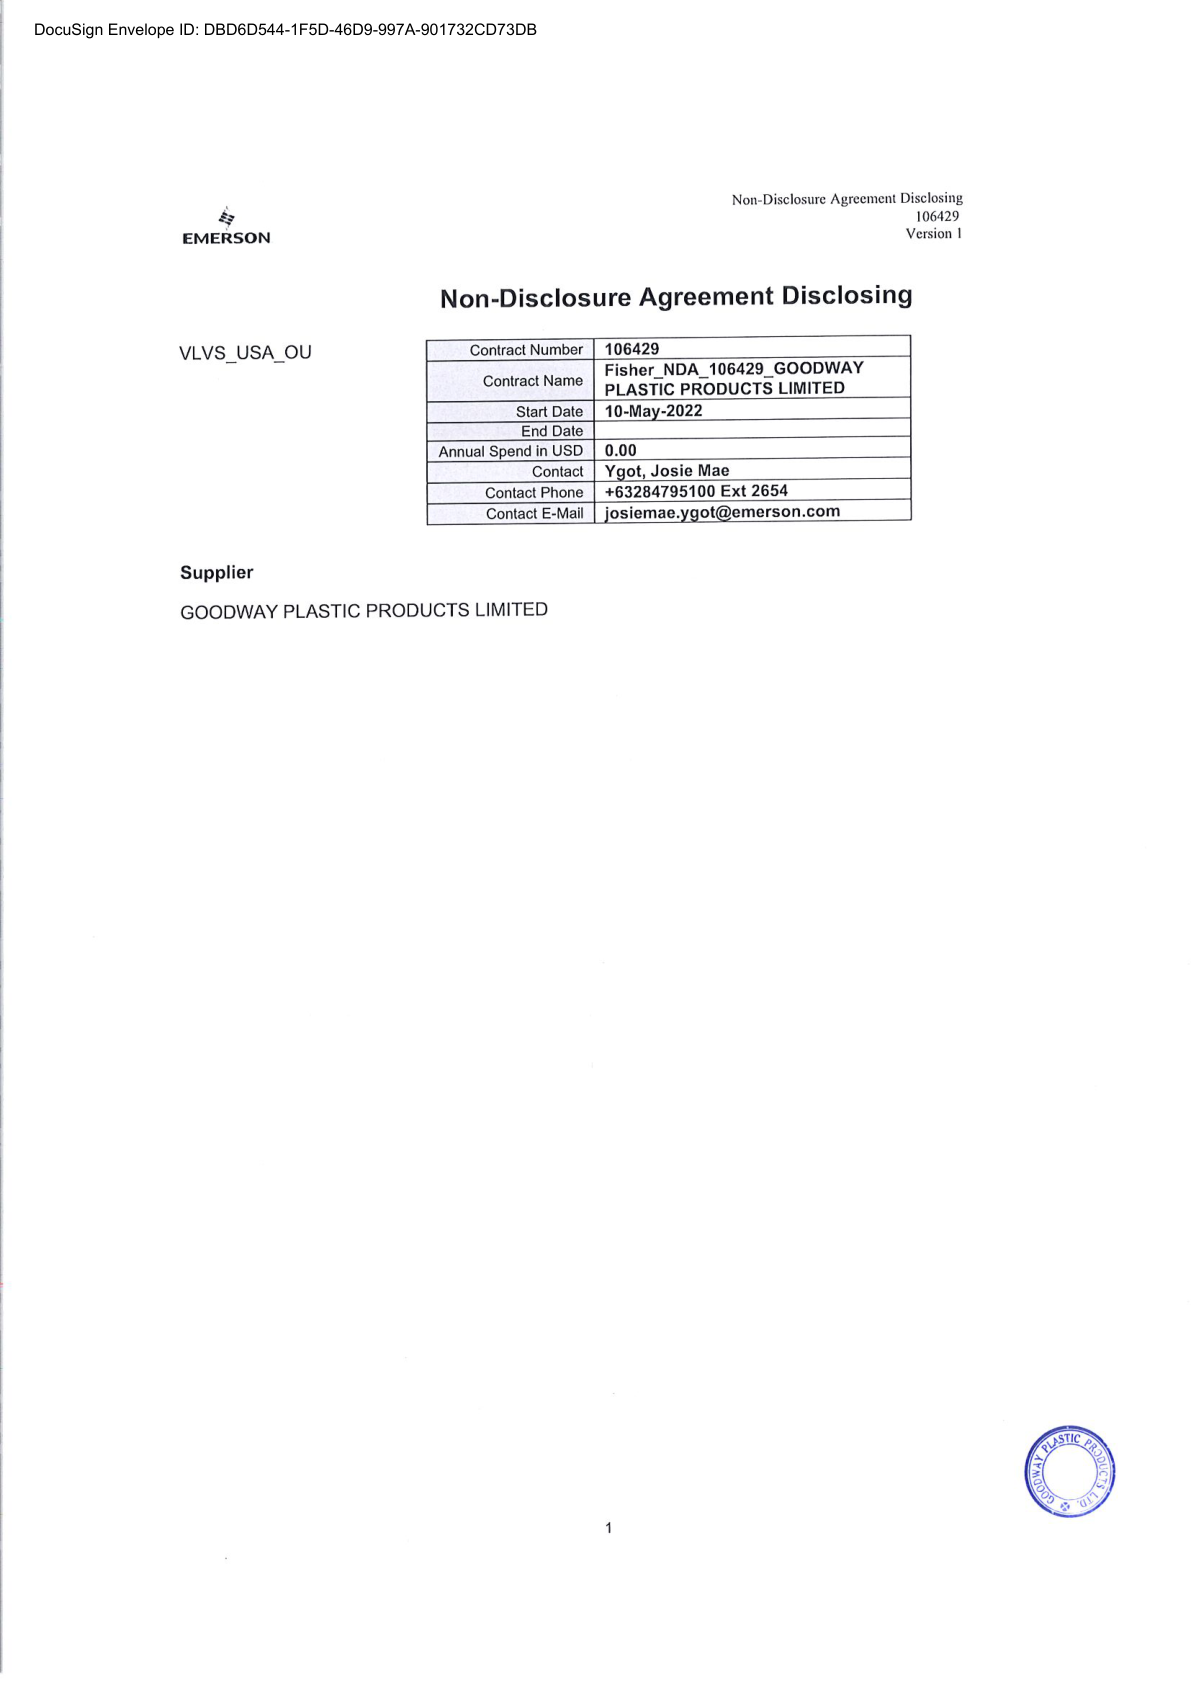 DocuSign Envelope ID: DBD6D544-1F5D-46D9-997A-901732CD73DB
Non-Disclosure Agreement Disclosing
106429
Version 1
EMERSON
Non-Disclosure Agreement Disclosing
VLVS_USA_OU
Contract Number 106429
Contract Name Fisher_NDA_106429_GOODWAY
PLASTIC PRODUCTS LIMITED
Start Date 10-May-2022
End Date
Annual Spend in USD 0.00
Contact Ygot, Josie Mae
Contact Phone +63284795100 Ext 2654
Contact E-Mail josiemae.ygot@emerson.com
Supplier
GOODWAY PLASTIC PRODUCTS LIMITED
GOODWAY PLASTIC PRODUCTS LTD.
1